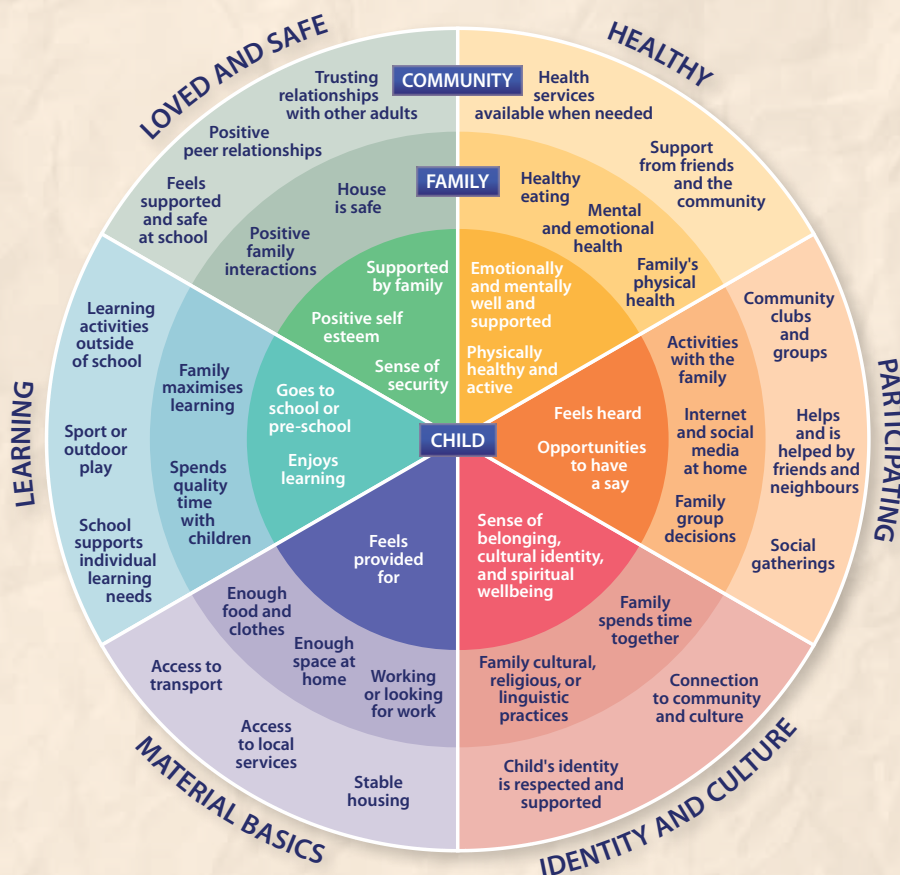 LOVED AND SAFE
HEALTHY
COMMUNITY
Trusting
relationships
with other adults
Positive
peer relationships
Feels
supported
and safe
at school
Health
services
available when needed
Support
from friends
and the
community
FAMILY
House
is safe
Positive
family
interactions
Healthy
eating
Mental
and emotional
health
Family's
physical
health
Supported
by family
Positive self
esteem
Sense of
security
Emotionally
and mentally
well and
supported
Physically
healthy and
active
LEARNING
Learning
activities
outside
of school
Sport or
outdoor
play
School
supports
individual
learning
needs
Family
maximises
learning
Spends
quality
time
with
children
Goes to
school or
pre-school
Enjoys
learning
CHILD
Feels heard
Opportunities
to have
a say
Activities
with the
family
Internet
and social
media
at home
Family
group
decisions
Community
clubs
and
groups
Helps
and is
helped by
friends and
neighbours
Social
gatherings
PARTICIPATING
Feels
provided
for
Enough
food and
clothes
Enough
space at
home
Working
or looking
for work
Access to
transport
Access
to local
services
Stable
housing
MATERIAL BASICS
Sense of
belonging,
cultural identity,
and spiritual
wellbeing
Family
spends time
together
Family cultural,
religious, or
linguistic
practices
Connection
to community
and culture
Child's identity
is respected and
supported
IDENTITY AND CULTURE